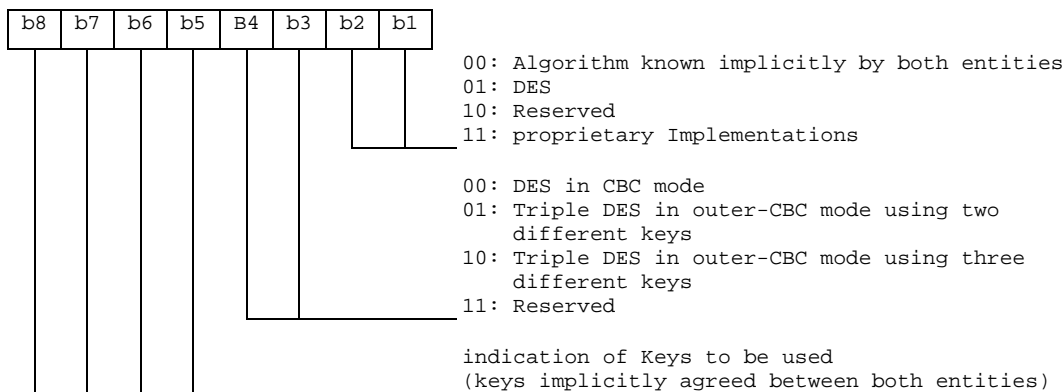 b8 b7 b6 b5 B4 b3 b2 b1
00: Algorithm known implicitly by both entities
01: DES
10: Reserved
11: proprietary Implementations
00: DES in CBC mode
01: Triple DES in outer-CBC mode using two
different keys
10: Triple DES in outer-CBC mode using three
different keys
11: Reserved
indication of Keys to be used
(keys implicitly agreed between both entities)